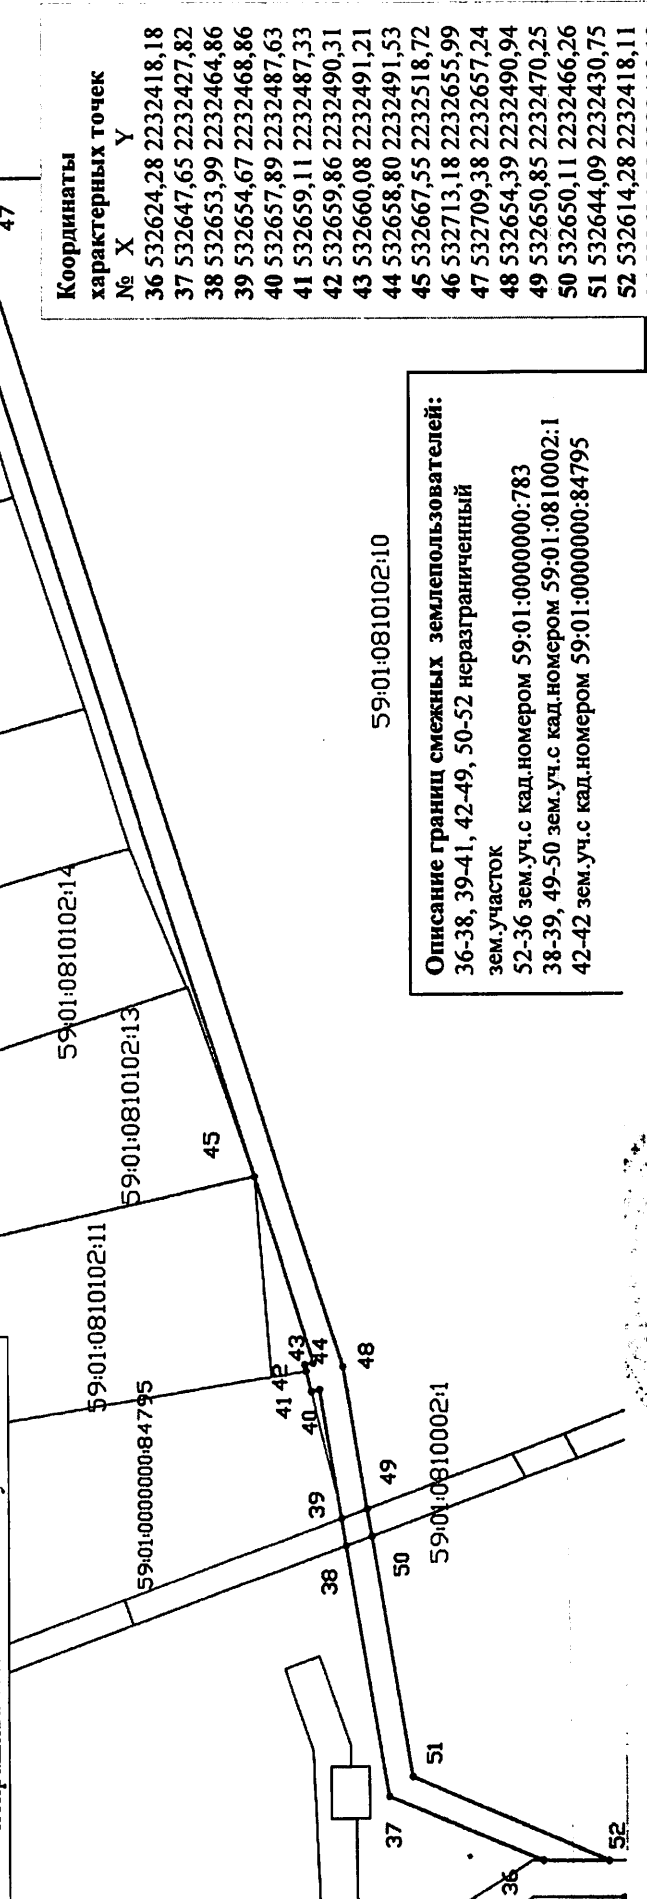 47
Координаты
характерных точек
№ X Y
36 532624,28 2232418,18
37 532647,65 2232427,82
38 532653,99 2232464,86
39 532654,67 2232468,86
40 532657,89 2232487,63
41 532659,11 2232487,33
42 532659,86 2232490,31
43 532660,08 2232491,21
44 532658,80 2232491,53
45 532667,55 2232518,72
46 532713,18 2232655,99
47 532709,38 2232657,24
48 532654,39 2232490,94
49 532650,85 2232470,25
50 532650,11 2232466,26
51 532644,09 2232430,75
52 532614,28 2232418,11
59:01:0810102:14
59:01:0810102:13
45
59:01:0810102:11
59:01:0000000:84795
41
42
43
44
40
48
39
49
38
50
59:01:0810002:1
37
51
36
52
59:01:0810102:10
Описание границ смежных землепользователей:
36-38, 39-41, 42-49, 50-52 неразграниченный
зем.участок
52-36 зем.уч.с кад.номером 59:01:0000000:783
38-39, 49-50 зем.уч.с кад.номером 59:01:0810002:1
42-42 зем.уч.с кад.номером 59:01:0000000:84795